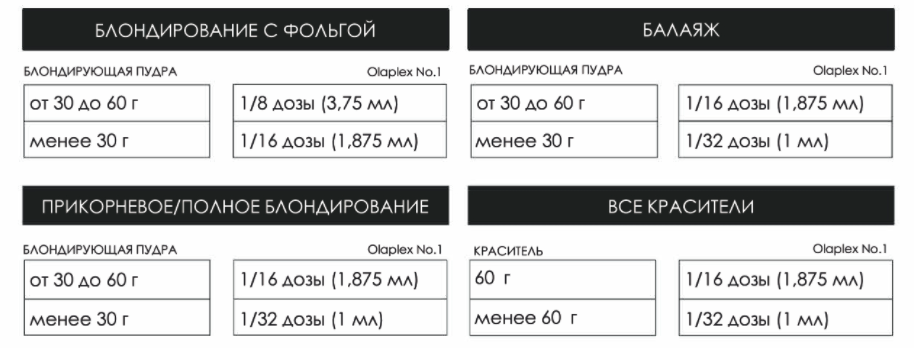 БЛОНДИРОВАНИЕ С ФОЛЬГОЙ
БЛОНДИРУЮЩАЯ ПУДРА Olaplex No.1
от 30 до 60 г 1/8 дозы (3,75 мл)
менее 30 г 1/16 дозы (1,875 мл)
БАЛАЯЖ
БЛОНДИРУЮЩАЯ ПУДРА Olaplex No.1
от 30 до 60 г 1/16 дозы (1,875 мл)
менее 30 г 1/32 дозы (1 мл)
ПРИКОРНЕВОЕ/ПОЛНОЕ БЛОНДИРОВАНИЕ
БЛОНДИРУЮЩАЯ ПУДРА Olaplex No.1
от 30 до 60 г 1/16 дозы (1,875 мл)
менее 30 г 1/32 дозы (1 мл)
ВСЕ КРАСИТЕЛИ
КРАСИТЕЛЬ Olaplex No.1
60 г 1/16 дозы (1,875 мл)
менее 60 г 1/32 дозы (1 мл)